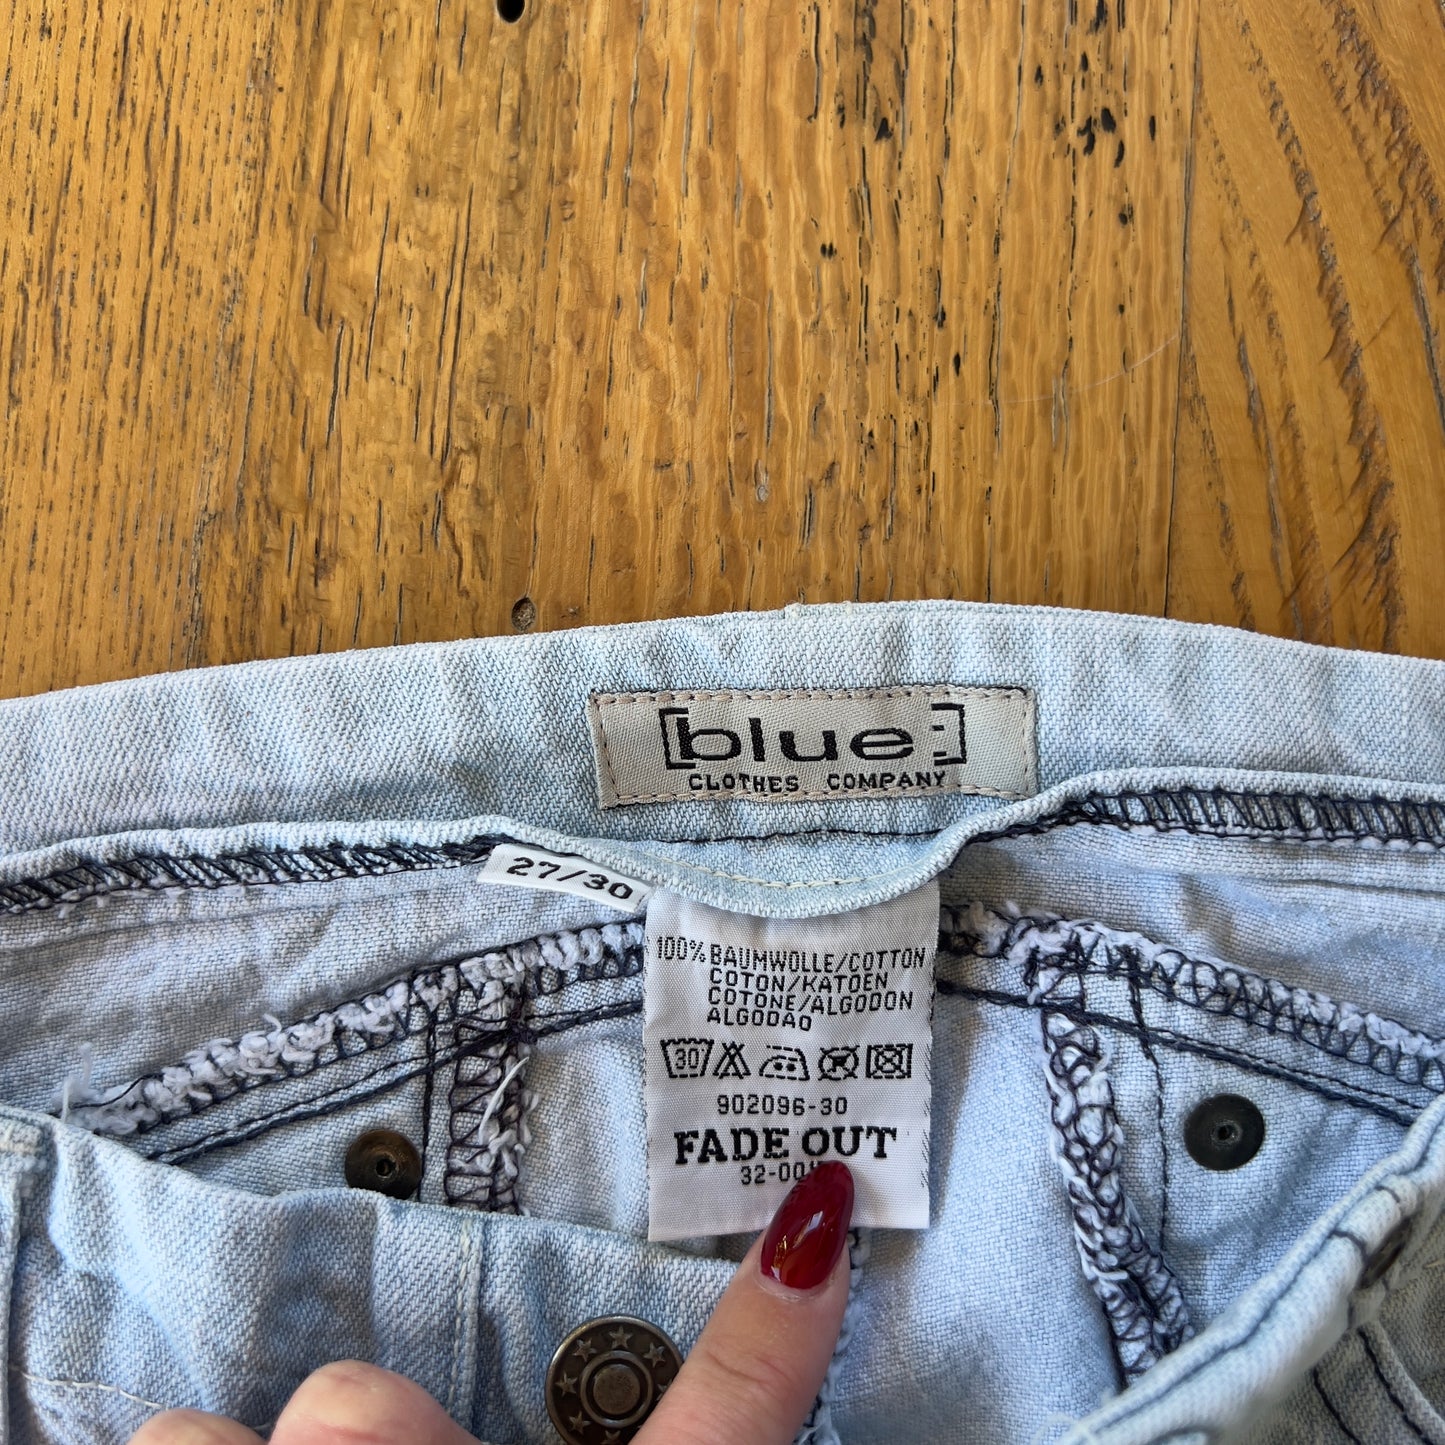 [blue:]
CLOTHES COMPANY
27/30
100% BAUMWOLLE/COTTON
COTON/KATOEN
COTONE/ALGODON
ALGODAO
30
902096-30
FADE OUT